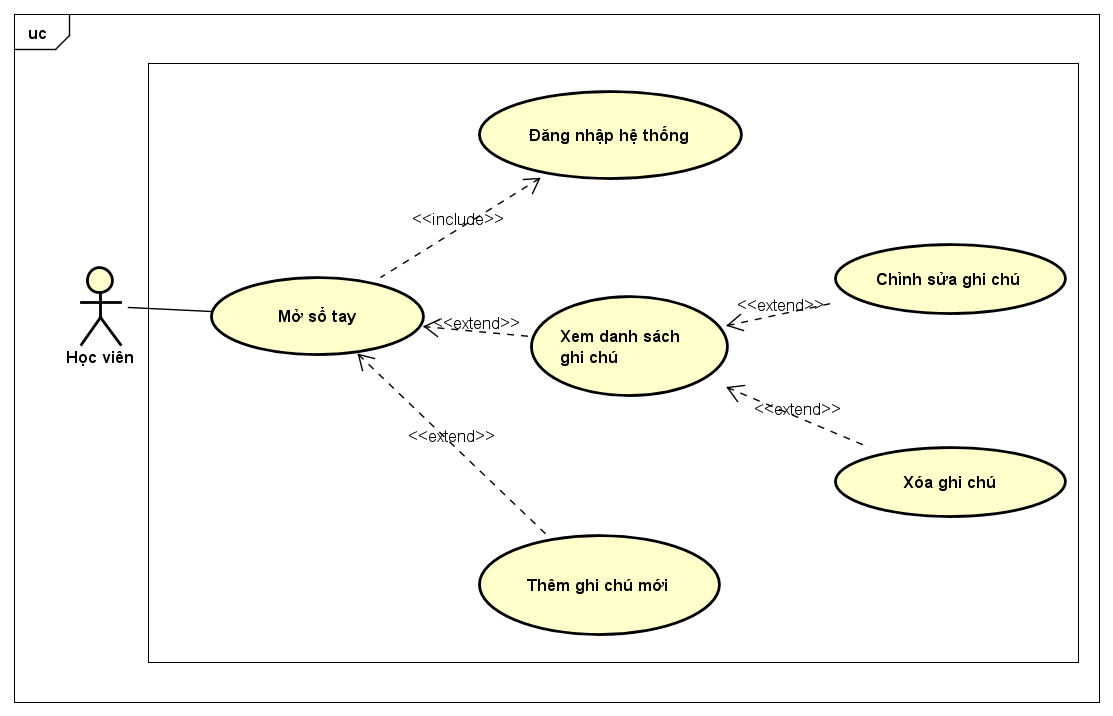 uc
Đăng nhập hệ thống
<<include>>
Chỉnh sửa ghi chú
<<extend>>
Mở sổ tay
<<extend>>
Xem danh sách
ghi chú
Học viên
<<extend>>
<<extend>>
Xóa ghi chú
Thêm ghi chú mới